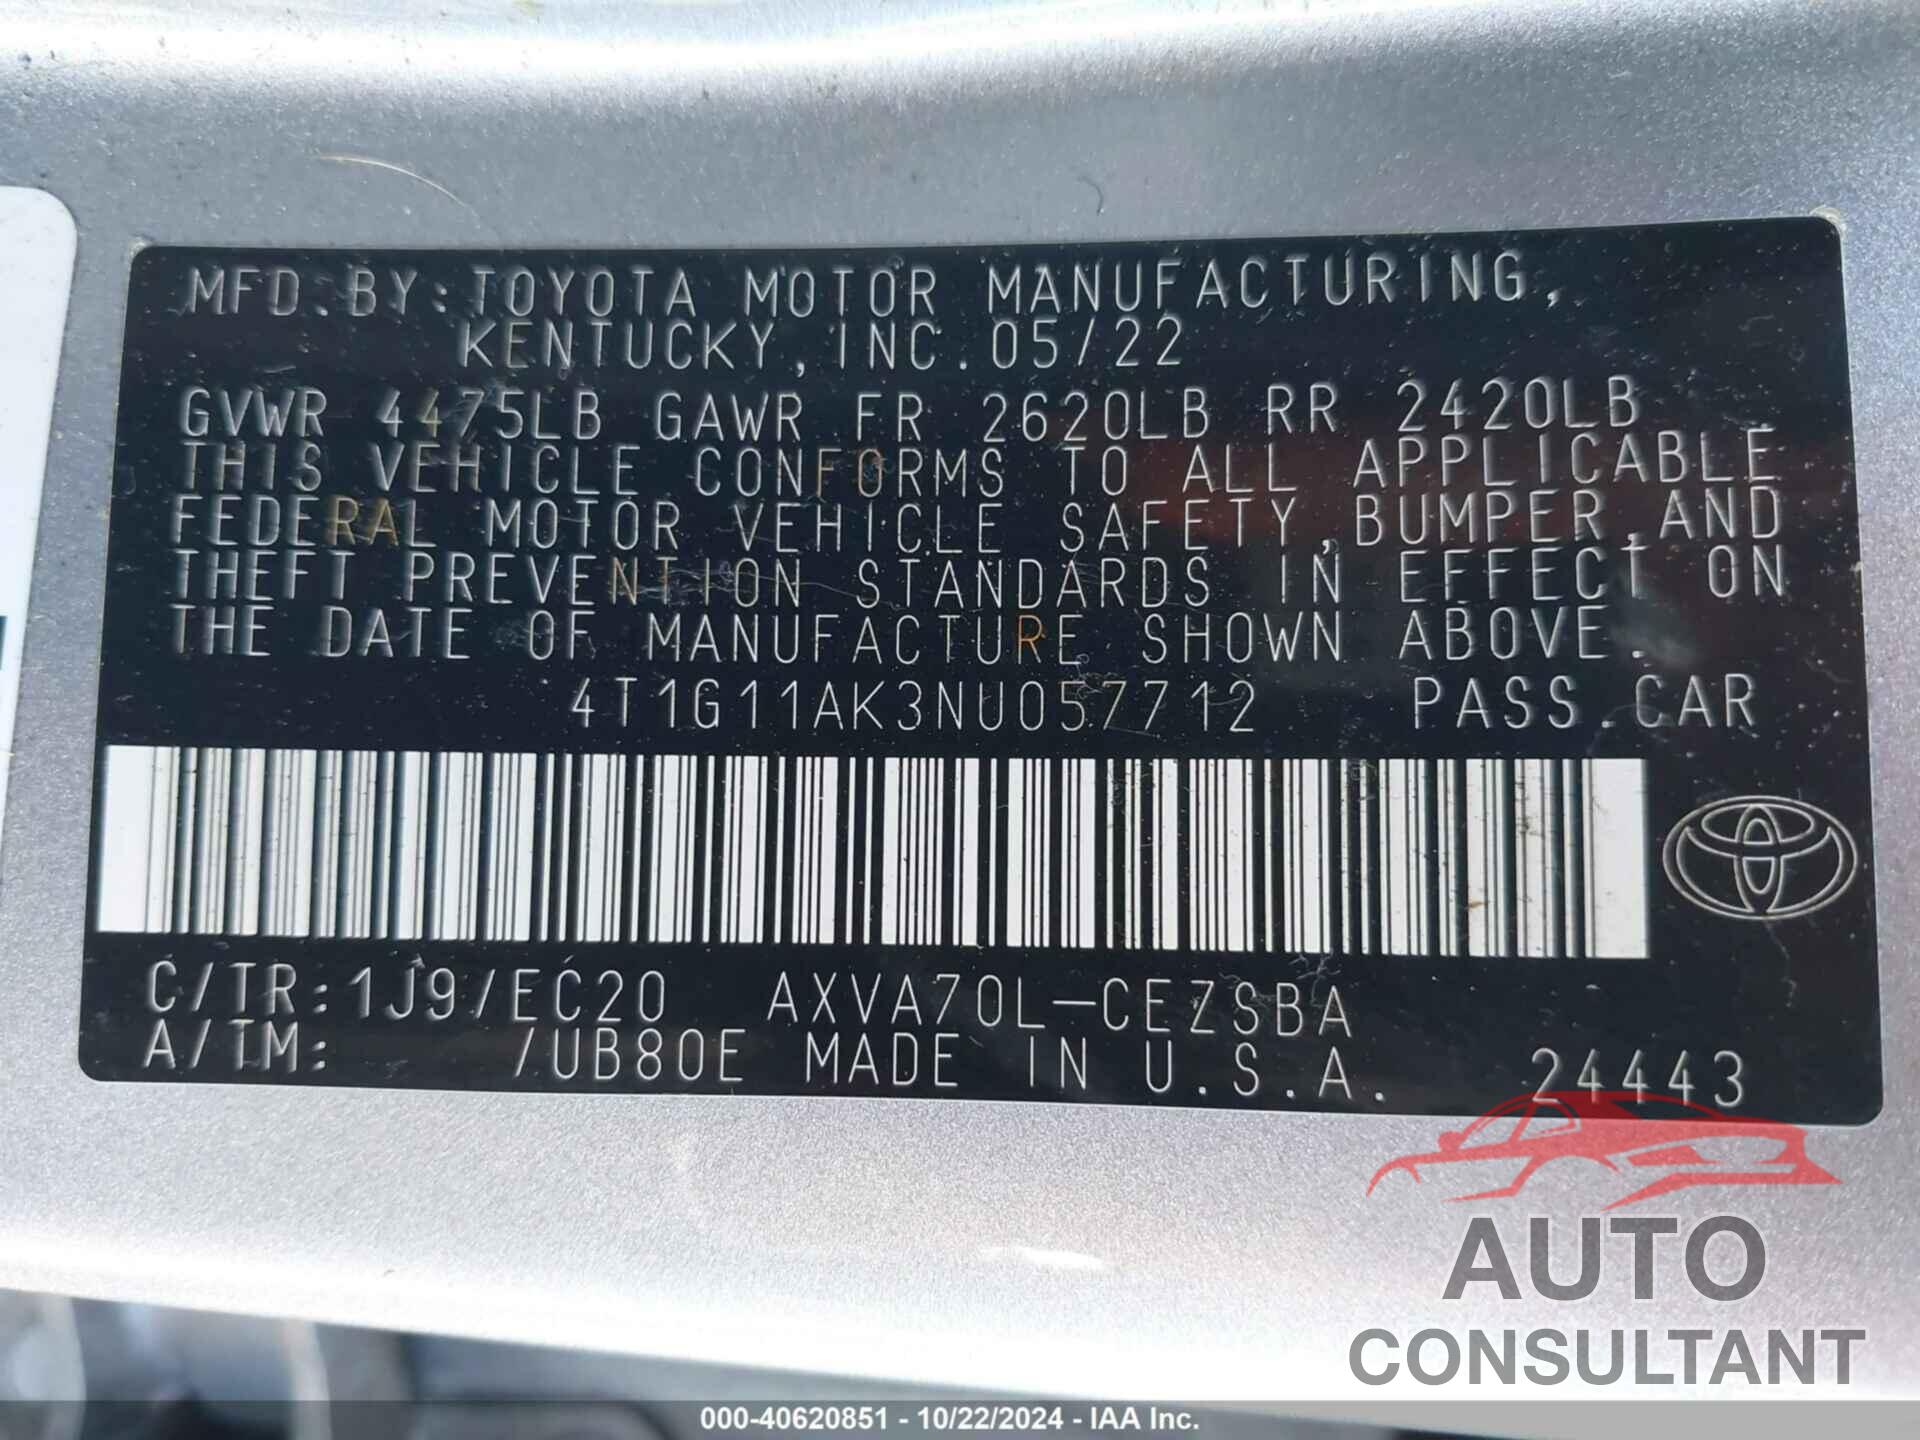 MFD.BY:TOYOTA MOTOR MANUFACTURING,
KENTUCKY,INC.05/22
GVWR 4475LB GAWR FR 2620LB RR 2420LB
THIS VEHICLE CONFORMS TO ALL APPLICABLE
FEDERAL MOTOR VEHICLE SAFETY,BUMPER,AND
THEFT PREVENTION STANDARDS IN EFFECT ON
THE DATE OF MANUFACTURE SHOWN ABOVE.
4T1G11AK3NU057712 PASS.CAR
C/TR:1J9/EC20 AXVA70L-CEZSBA
A/TM: /UB80E MADE IN U.S.A. 24443
AUTO
CONSULTANT
000-40620851 - 10/22/2024 - IAA Inc.